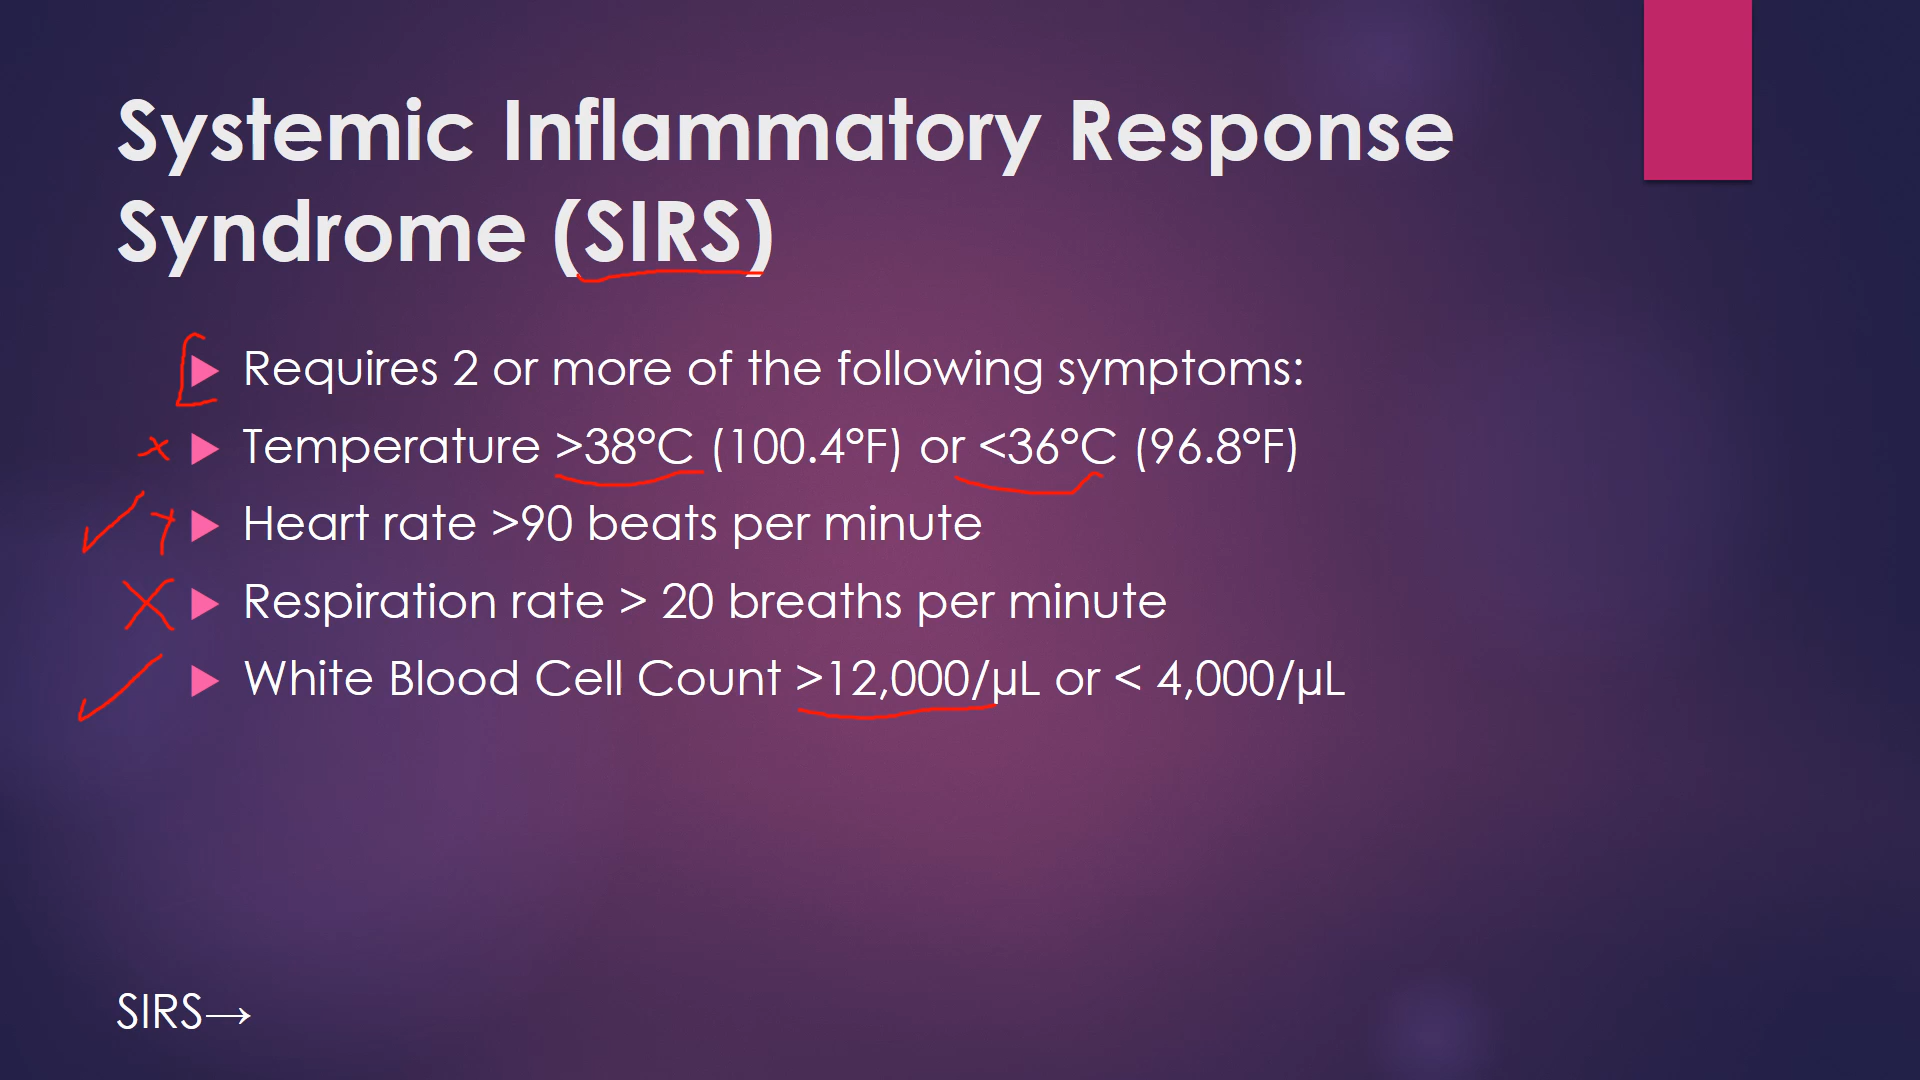 Systemic Inflammatory Response
Syndrome (SIRS)
Requires 2 or more of the following symptoms:
Temperature >38°C (100.4°F) or <36°C (96.8°F)
Heart rate >90 beats per minute
Respiration rate > 20 breaths per minute
White Blood Cell Count >12,000/µL or < 4,000/µL
SIRS→